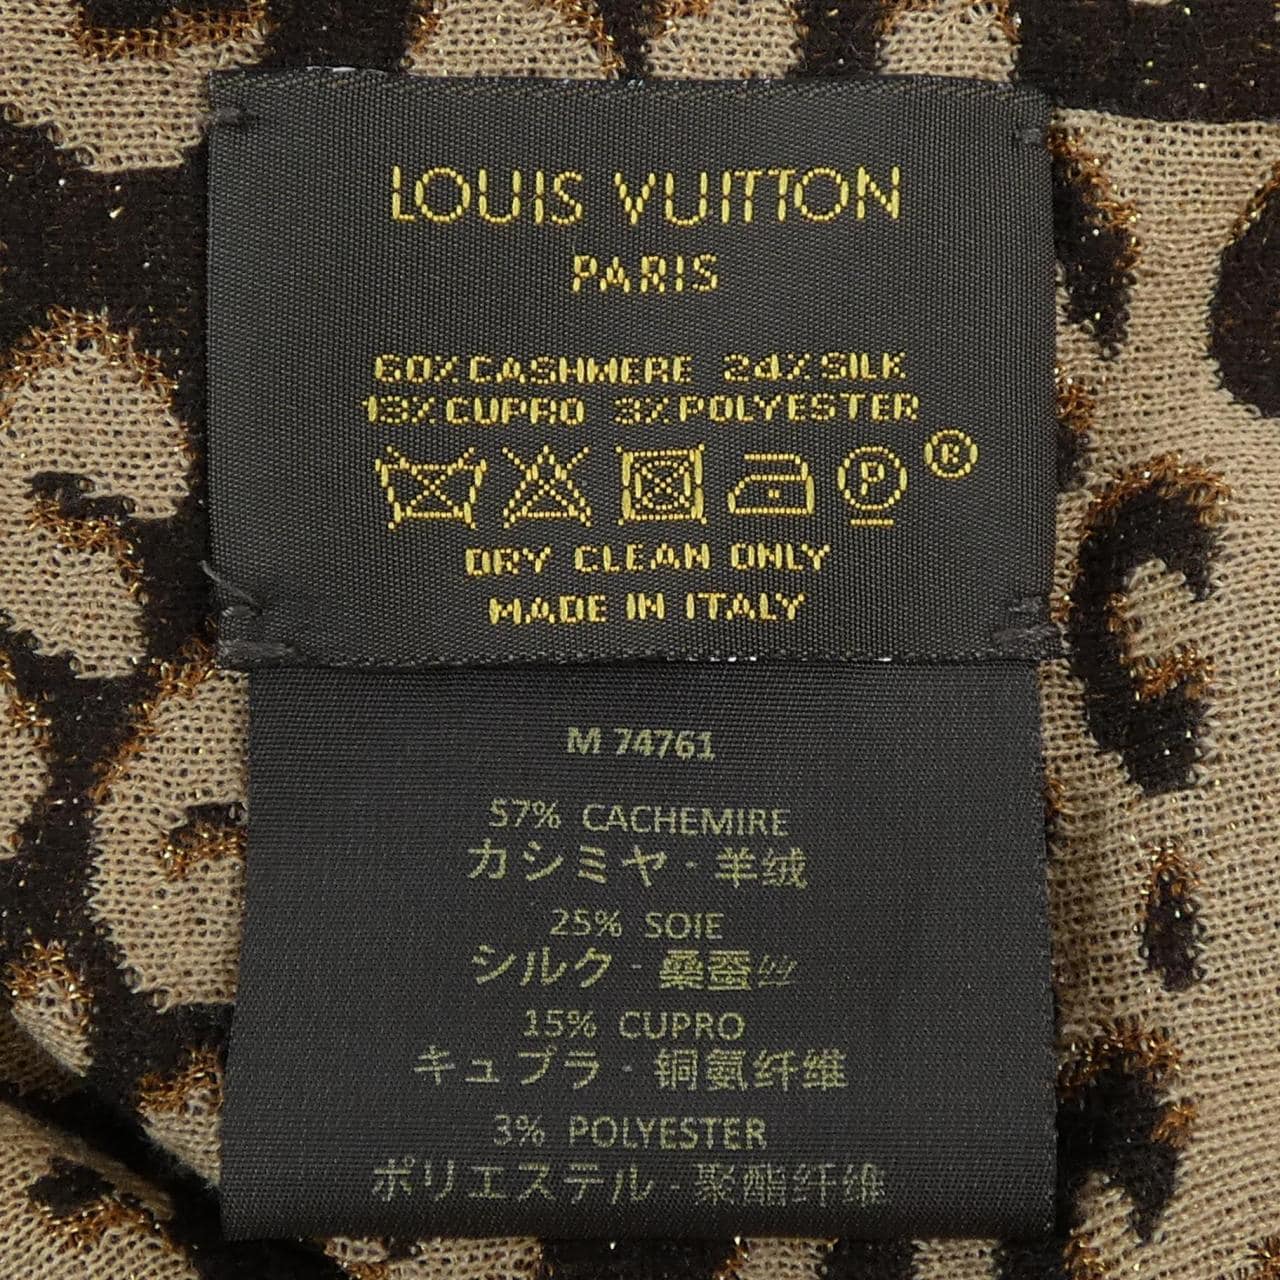 LOUIS VUITTON
PARIS
60% CASHMERE 24% SILK
13% CUPRO 3% POLYESTER
P ®
DRY CLEAN ONLY
MADE IN ITALY
M 74761
57% CACHEMIRE
カシミヤ - 羊绒
25% SOIE
シルク - 桑蚕丝
15% CUPRO
キュプラ - 铜氨纤维
3% POLYESTER
ポリエステル - 聚酯纤维